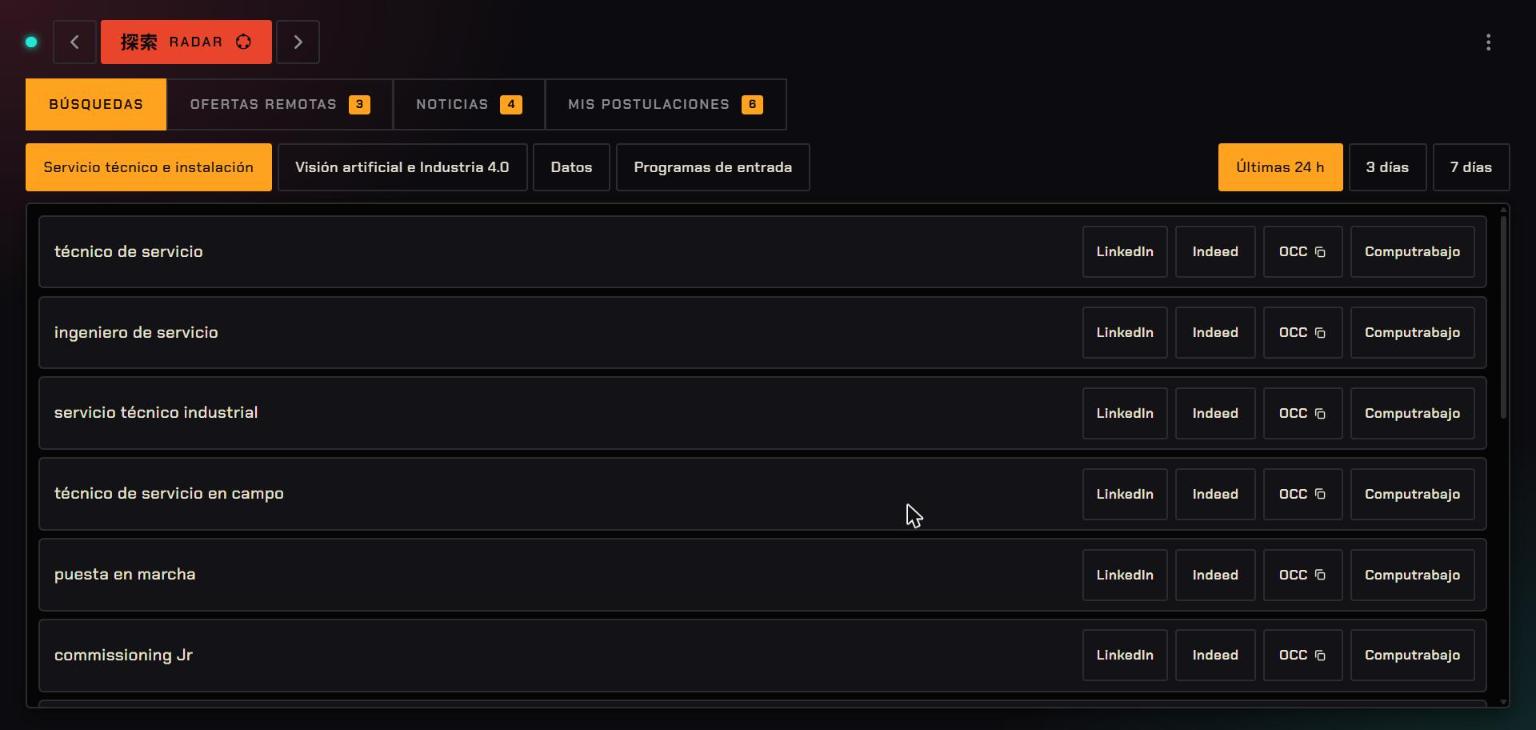 探索 RADAR
BÚSQUEDAS OFERTAS REMOTAS 3 NOTICIAS 4 MIS POSTULACIONES 6
Servicio técnico e instalación Visión artificial e Industria 4.0 Datos Programas de entrada Últimas 24 h 3 días 7 días
técnico de servicio LinkedIn Indeed OCC Computrabajo
ingeniero de servicio LinkedIn Indeed OCC Computrabajo
servicio técnico industrial LinkedIn Indeed OCC Computrabajo
técnico de servicio en campo LinkedIn Indeed OCC Computrabajo
puesta en marcha LinkedIn Indeed OCC Computrabajo
commissioning Jr LinkedIn Indeed OCC Computrabajo